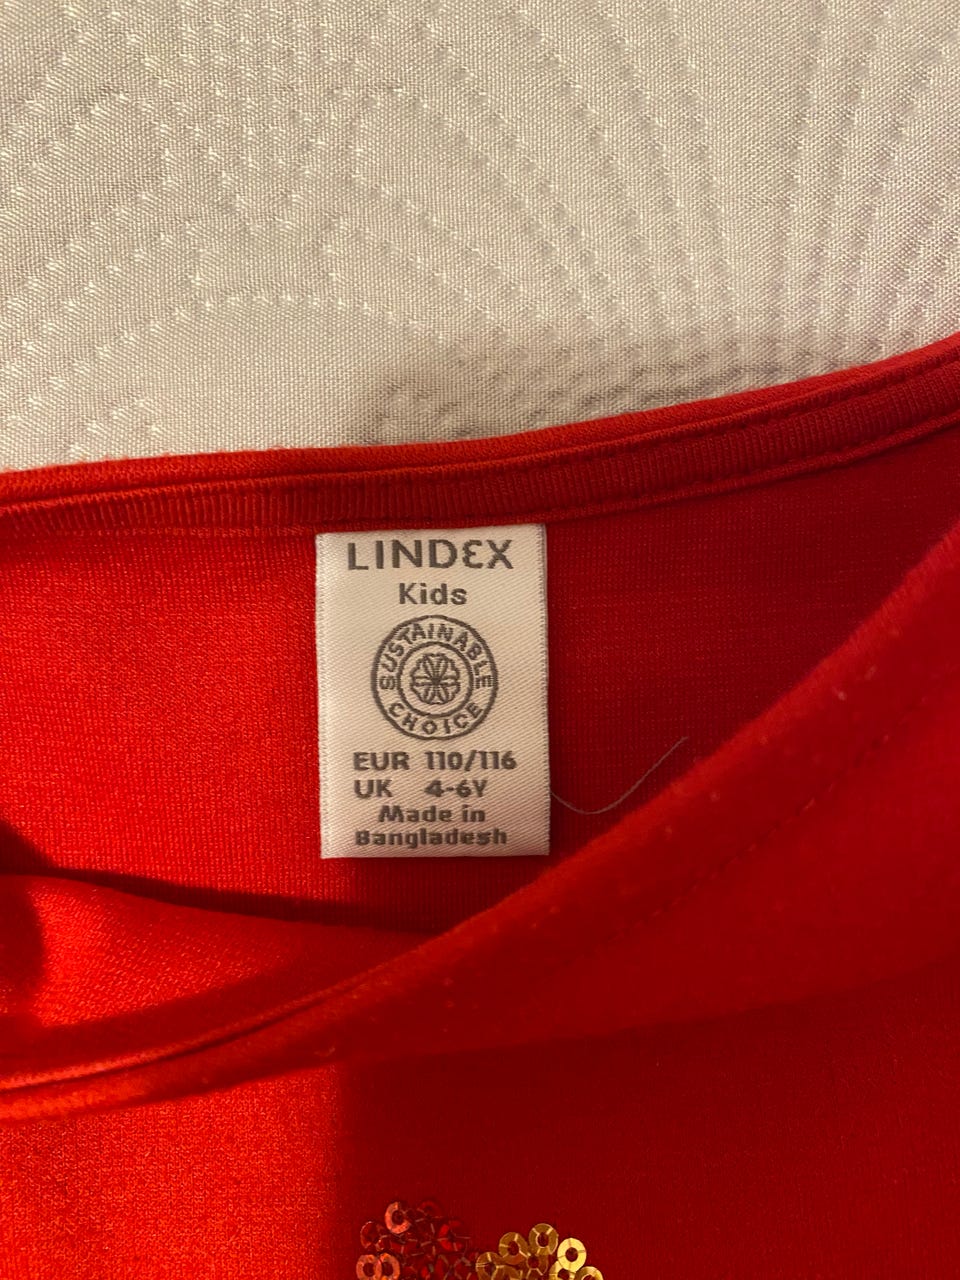 LINDEX
Kids
SUSTAINABLE
CHOICE
EUR 110/116
UK 4-6Y
Made in
Bangladesh